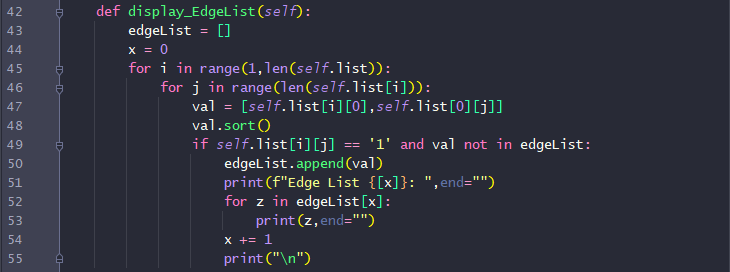 42 def display_EdgeList(self):
43 edgeList = []
44 x = 0
45 for i in range(1,len(self.list)):
46 for j in range(len(self.list[i])):
47 val = [self.list[i][0],self.list[0][j]]
48 val.sort()
49 if self.list[i][j] == '1' and val not in edgeList:
50 edgeList.append(val)
51 print(f"Edge List {[x]}: ",end="")
52 for z in edgeList[x]:
53 print(z,end="")
54 x += 1
55 print("\n")